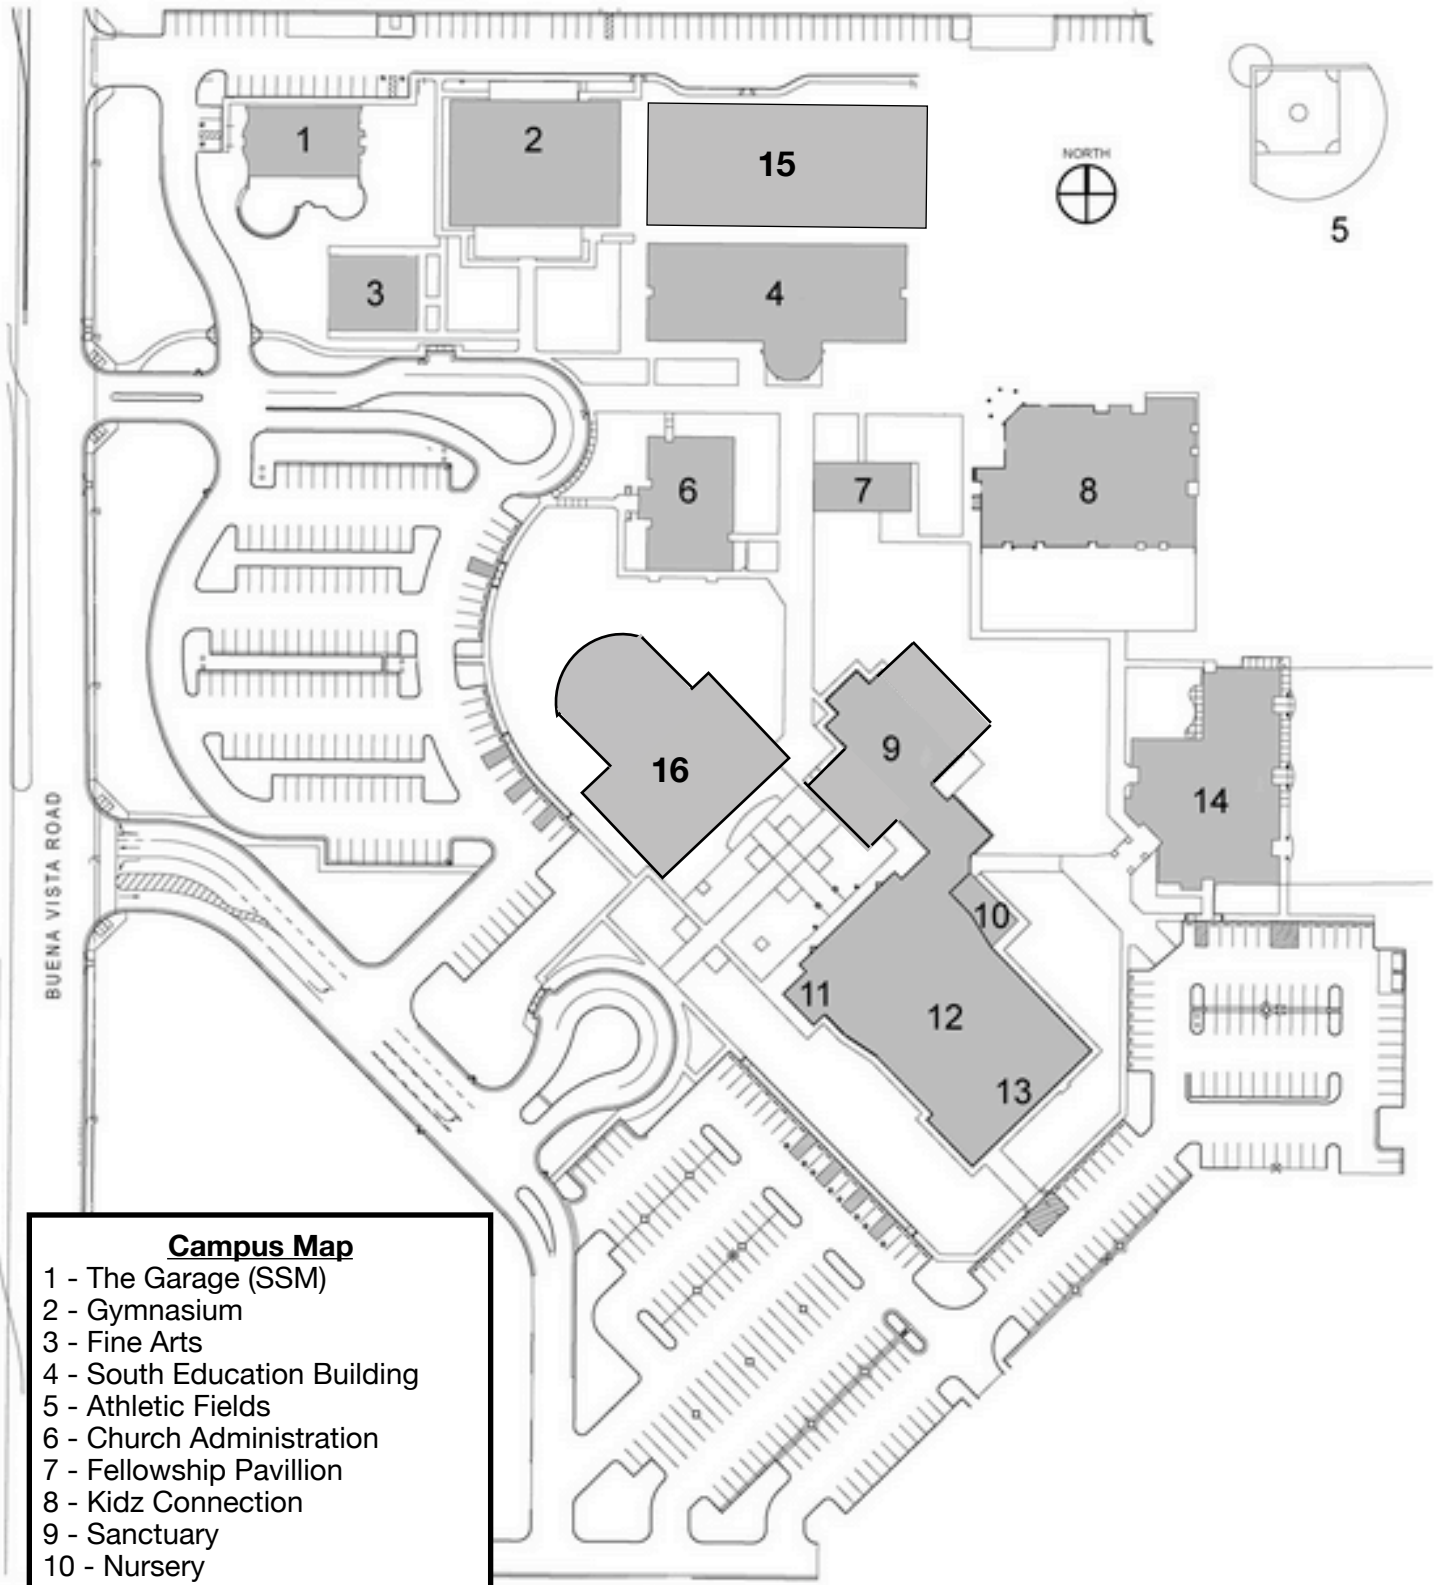 1
2
15
NORTH
5
3
4
6
7
8
9
16
14
BUENA VISTA ROAD
10
11
12
13
Campus Map
1 - The Garage (SSM)
2 - Gymnasium
3 - Fine Arts
4 - South Education Building
5 - Athletic Fields
6 - Church Administration
7 - Fellowship Pavillion
8 - Kidz Connection
9 - Sanctuary
10 - Nursery